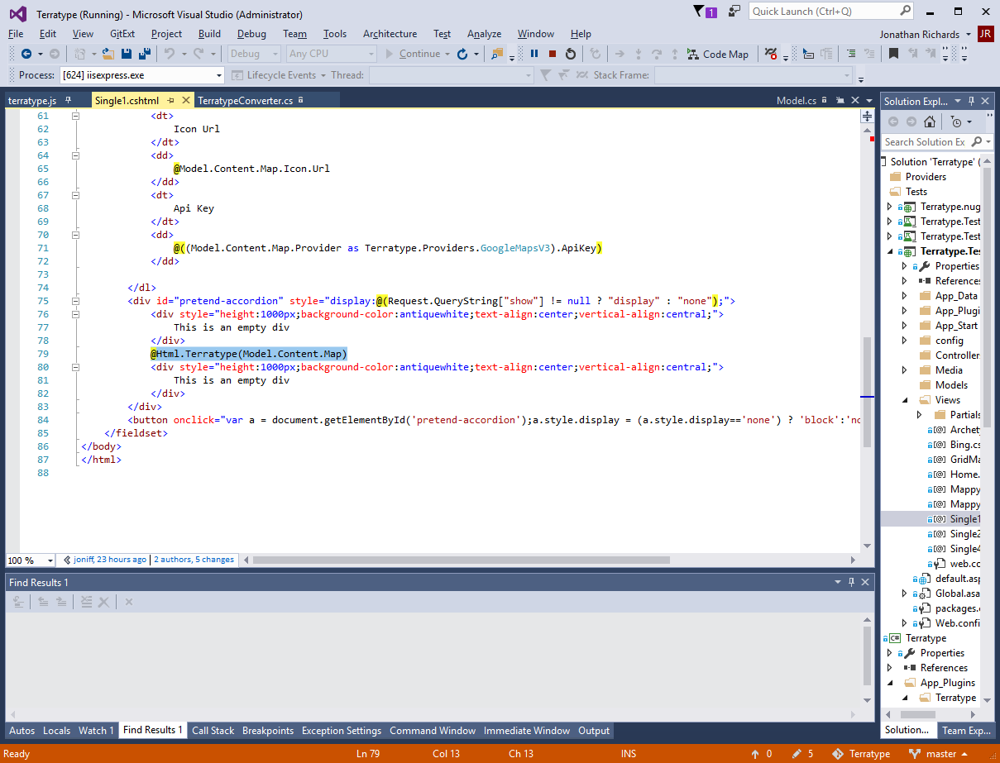 Terratype (Running) - Microsoft Visual Studio (Administrator)
1
Quick Launch (Ctrl+Q)
File Edit View GitExt Project Build Debug Team Tools Architecture Test Analyze Window Help
Jonathan Richards JR
Debug Any CPU Continue Code Map
Process: [624] iisexpress.exe Lifecycle Events Thread: Stack Frame:
terratype.js Single1.cshtml TerratypeConverter.cs Model.cs
61 <dt>
62 Icon Url
63 </dt>
64 <dd>
65 @Model.Content.Map.Icon.Url
66 </dd>
67 <dt>
68 Api Key
69 </dt>
70 <dd>
71 @((Model.Content.Map.Provider as Terratype.Providers.GoogleMapsV3).ApiKey)
72 </dd>
73
74 </dl>
75 <div id="pretend-accordion" style="display:@(Request.QueryString["show"] != null ? "display" : "none");">
76 <div style="height:1000px;background-color:antiquewhite;text-align:center;vertical-align:central;">
77 This is an empty div
78 </div>
79 @Html.Terratype(Model.Content.Map)
80 <div style="height:1000px;background-color:antiquewhite;text-align:center;vertical-align:central;">
81 This is an empty div
82 </div>
83 </div>
84 <button onclick="var a = document.getElementById('pretend-accordion');a.style.display = (a.style.display=='none') ? 'block':'no
85 </fieldset>
86 </body>
87 </html>
88
100 % joniff, 23 hours ago | 2 authors, 5 changes
Find Results 1
Autos Locals Watch 1 Find Results 1 Call Stack Breakpoints Exception Settings Command Window Immediate Window Output
Solution Expl...
Search Solution Ex
Solution 'Terratype' (
Providers
Tests
Terratype.nug
Terratype.Test
Terratype.Test
Terratype.Tes
Properties
References
App_Data
App_Plugi
App_Start
config
Controller
Media
Models
Views
Partials
Archet
Bing.cs
GridMa
Home.
Mappy
Mappy
Single1
Single2
Single4
web.co
default.asp
Global.asa
packages.c
Web.confi
C# Terratype
Properties
References
App_Plugins
Terratype
Solution... Team Exp...
Ready Ln 79 Col 13 Ch 13 INS 0 5 Terratype master